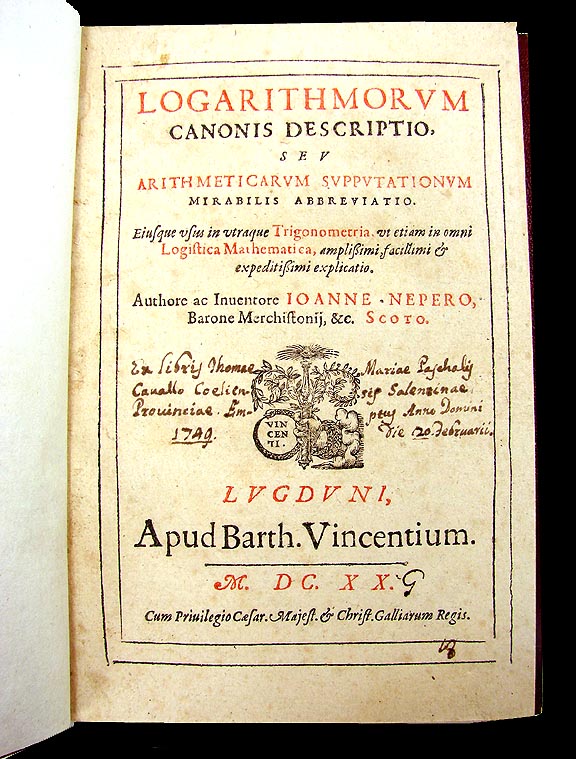 LOGARITHMORVM
CANONIS DESCRIPTIO,
SEV
ARITHMETICARVM SVPPVTATIONVM
MIRABILIS ABBREVIATIO.
Eiuſque vſus in vtraque Trigonometria, vt etiam in omni
Logiſtica Mathematica, ampliſsimi, facillimi &
expeditiſsimi explicatio.
Authore ac Inuentore IOANNE NEPERO,
Barone Merchiſtonij, &c. SCOTO.
Ex libris Thomae Mariae Paschalis
Cavallo Coelien- sis Salenzinae
Provinciae Em- ptus Anno Domini
1749. Die 20. Februarii.
VIN
CEN
TI.
LVGDVNI,
Apud Barth. Vincentium.
M. DC. XX.
Cum Priuilegio Cæſar. Majeſt. & Chriſt. Galliarum Regis.